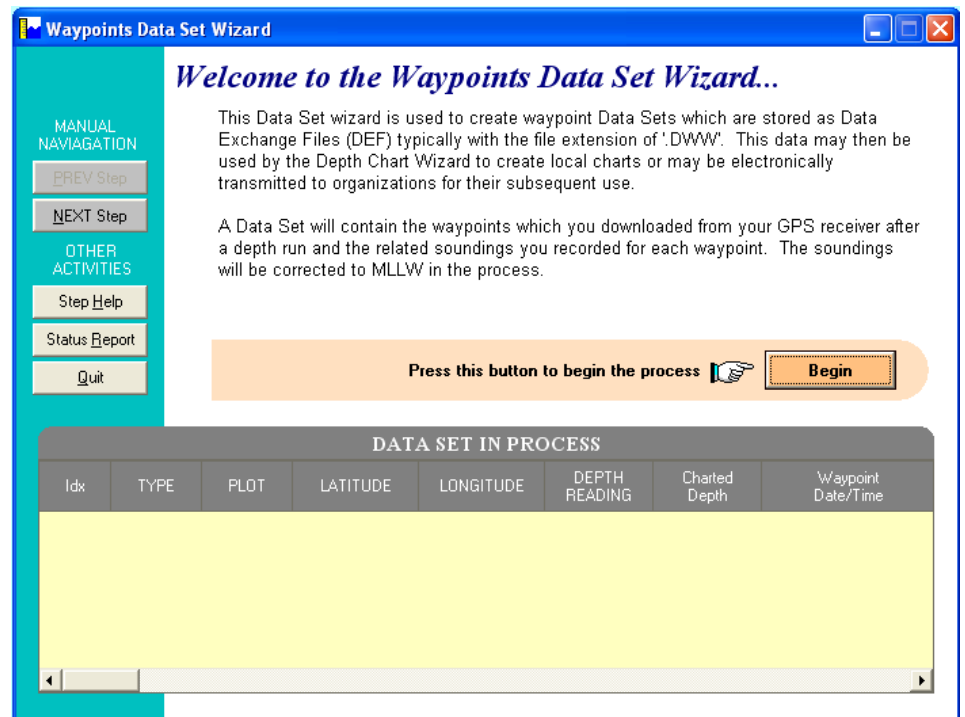 Waypoints Data Set Wizard
Welcome to the Waypoints Data Set Wizard...
This Data Set wizard is used to create waypoint Data Sets which are stored as Data
Exchange Files (DEF) typically with the file extension of '.DWW'. This data may then be
used by the Depth Chart Wizard to create local charts or may be electronically
transmitted to organizations for their subsequent use.
A Data Set will contain the waypoints which you downloaded from your GPS receiver after
a depth run and the related soundings you recorded for each waypoint. The soundings
will be corrected to MLLW in the process.
MANUAL
NAVIAGATION
PREV Step
NEXT Step
OTHER
ACTIVITIES
Step Help
Status Report
Quit
Press this button to begin the process
Begin
DATA SET IN PROCESS
Idx TYPE PLOT LATITUDE LONGITUDE DEPTH READING Charted Depth Waypoint Date/Time